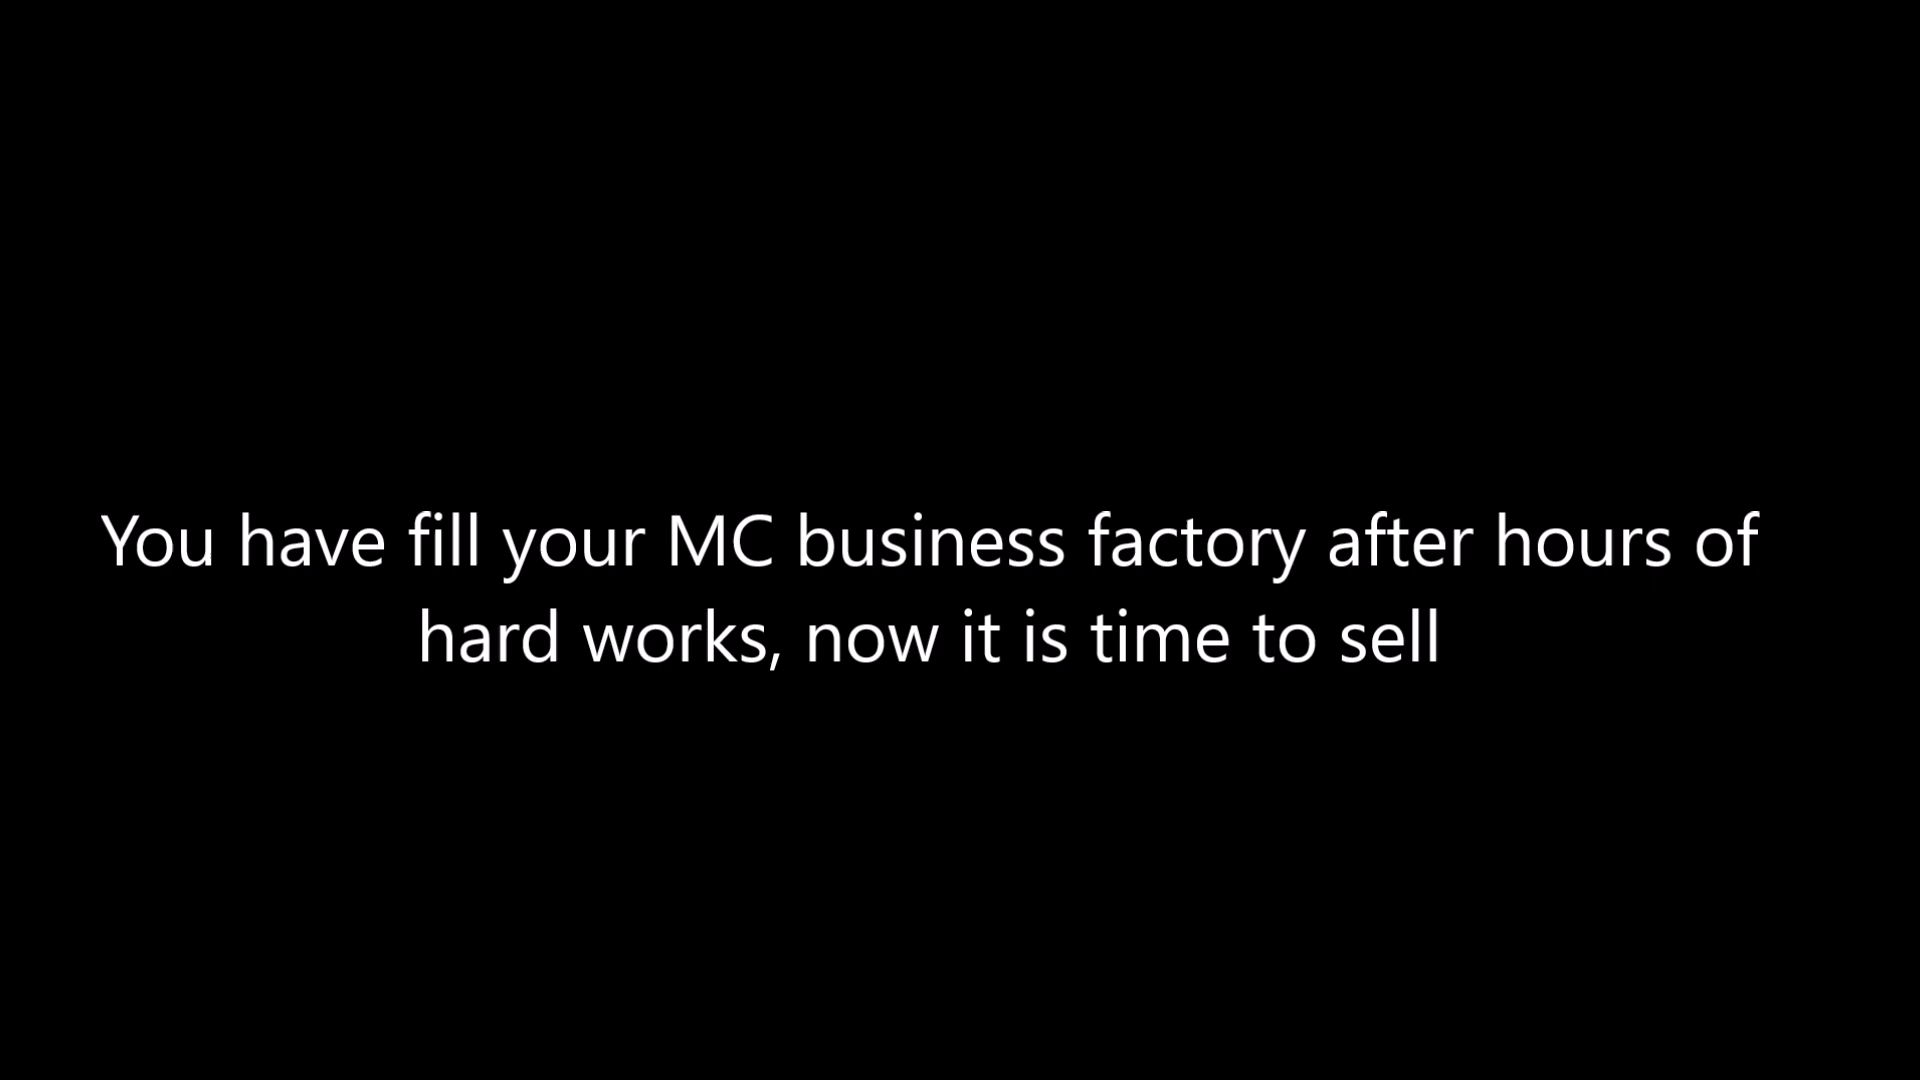 You have fill your MC business factory after hours of
hard works, now it is time to sell